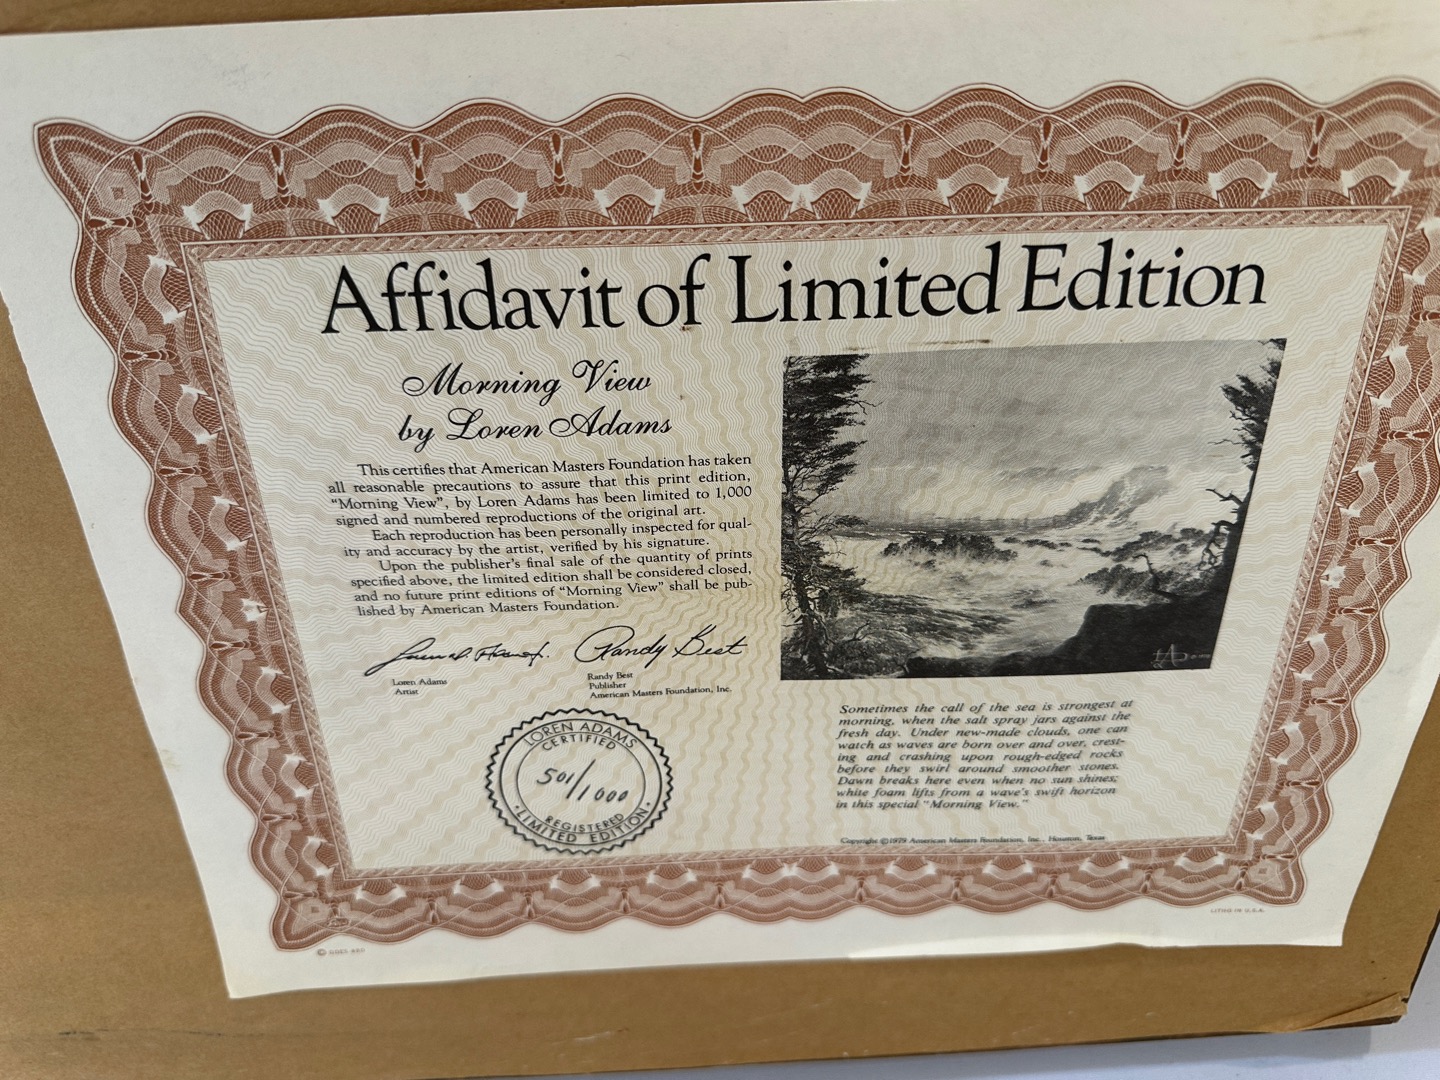 Affidavit of Limited Edition
Morning View
by Loren Adams
This certifies that American Masters Foundation has taken
all reasonable precautions to assure that this print edition,
"Morning View", by Loren Adams has been limited to 1,000
signed and numbered reproductions of the original art.
Each reproduction has been personally inspected for qual-
ity and accuracy by the artist, verified by his signature.
Upon the publisher's final sale of the quantity of prints
specified above, the limited edition shall be considered closed,
and no future print editions of "Morning View" shall be pub-
lished by American Masters Foundation.
Randy Best
Loren Adams
Artist
Randy Best
Publisher
American Masters Foundation, Inc.
LOREN ADAMS
CERTIFIED
501/1000
REGISTERED
LIMITED EDITION
Sometimes the call of the sea is strongest at
morning, when the salt spray jars against the
fresh day. Under new-made clouds, one can
watch as waves are born over and over, crest-
ing and crashing upon rough-edged rocks
before they swirl around smoother stones.
Dawn breaks here even when no sun shines;
white foam lifts from a wave's swift horizon
in this special "Morning View."
Copyright ©1979 American Masters Foundation, Inc., Houston, Texas
© GOES
LITHO IN U.S.A.